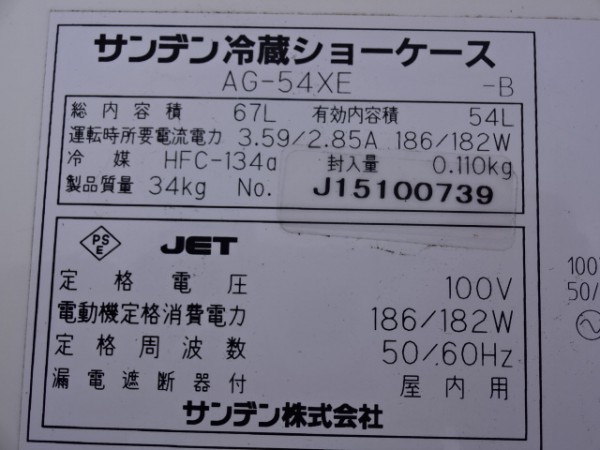 サンデン冷蔵ショーケース
AG-54XE -B
総内容積 67L 有効内容積 54L
運転時所要電流電力 3.59/2.85A 186/182W
冷媒 HFC-134a 封入量 0.110kg
製品質量 34kg No. J15100739
PS E JET
定格電圧 100V
電動機定格消費電力 186/182W
定格周波数 50/60Hz
漏電遮断器付 屋内用
サンデン株式会社
100V
50/